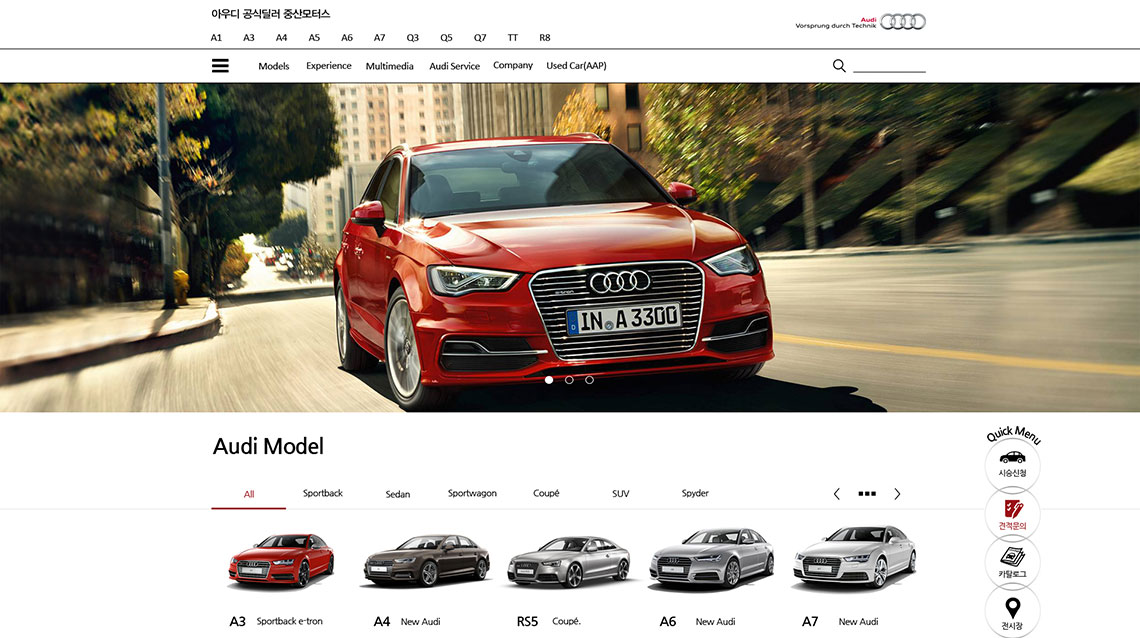 아우디 공식딜러 중산모터스
Audi
Vorsprung durch Technik
A1 A3 A4 A5 A6 A7 Q3 Q5 Q7 TT R8
Models Experience Multimedia Audi Service Company Used Car(AAP)
e-tron
IN A 3300
Audi Model
Quick Menu
시승신청
All Sportback Sedan Sportwagon Coupé SUV Spyder
견적문의
카탈로그
A3 Sportback e-tron
A4 New Audi
RS5 Coupé.
A6 New Audi
A7 New Audi
전시장